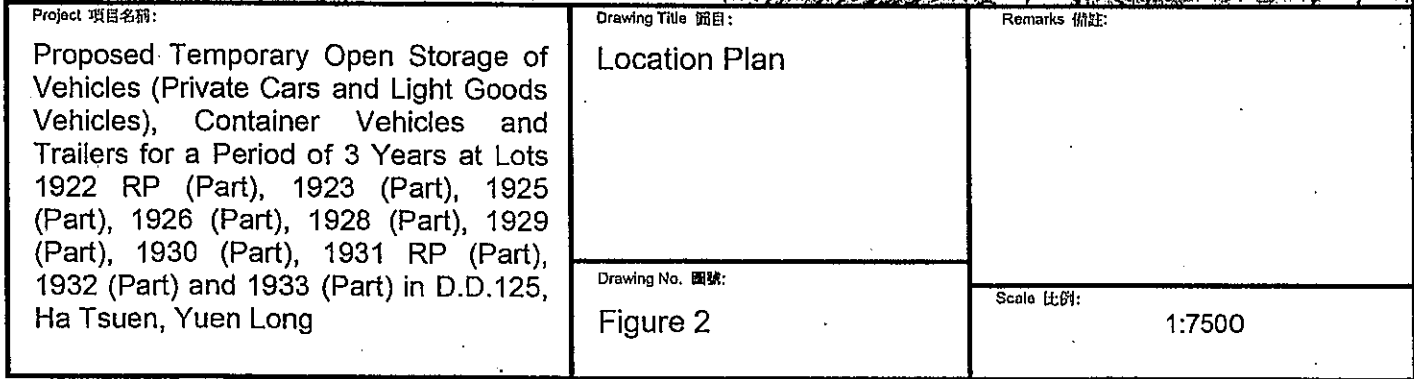 Project 項目名稱:
Proposed Temporary Open Storage of
Vehicles (Private Cars and Light Goods
Vehicles), Container Vehicles and
Trailers for a Period of 3 Years at Lots
1922 RP (Part), 1923 (Part), 1925
(Part), 1926 (Part), 1928 (Part), 1929
(Part), 1930 (Part), 1931 RP (Part),
1932 (Part) and 1933 (Part) in D.D.125,
Ha Tsuen, Yuen Long
Drawing Title 圖目:
Location Plan
Drawing No. 圖號:
Figure 2
Remarks 備註:
Scale 比例:
1:7500